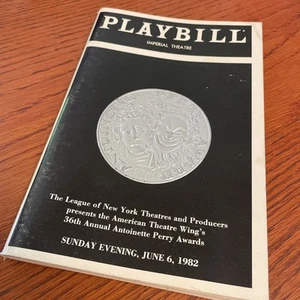 PLAYBILL
IMPERIAL THEATRE
The League of New York Theatres and Producers
presents the American Theatre Wing's
36th Annual Antoinette Perry Awards
SUNDAY EVENING, JUNE 6, 1982